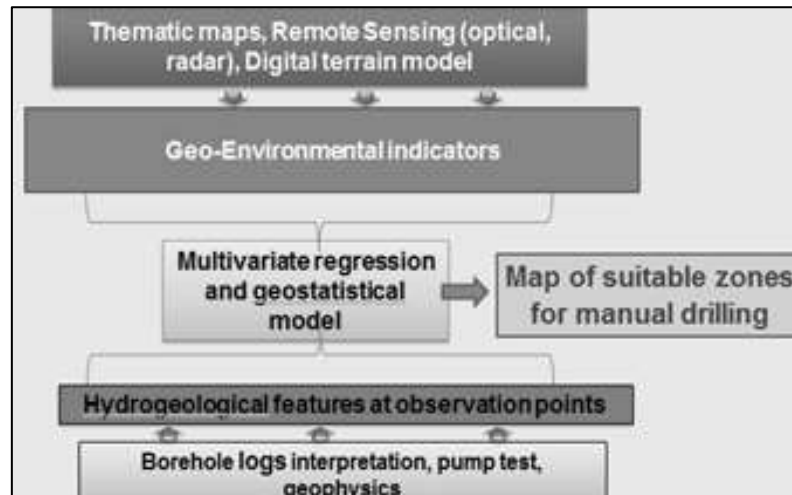 Thematic maps, Remote Sensing (optical,
radar), Digital terrain model
Geo-Environmental indicators
Multivariate regression
and geostatistical
model
Map of suitable zones
for manual drilling
Hydrogeological features at observation points
Borehole logs interpretation, pump test,
geophysics